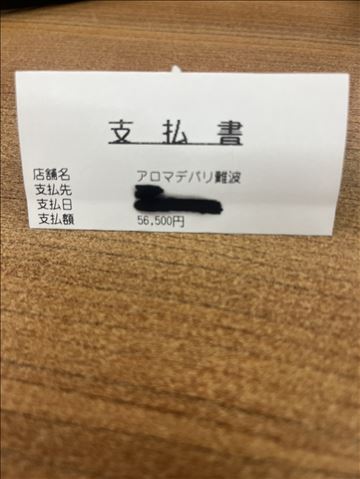 支払書
店舗名 アロマデパリ難波
支払先
支払日
支払額 56,500円